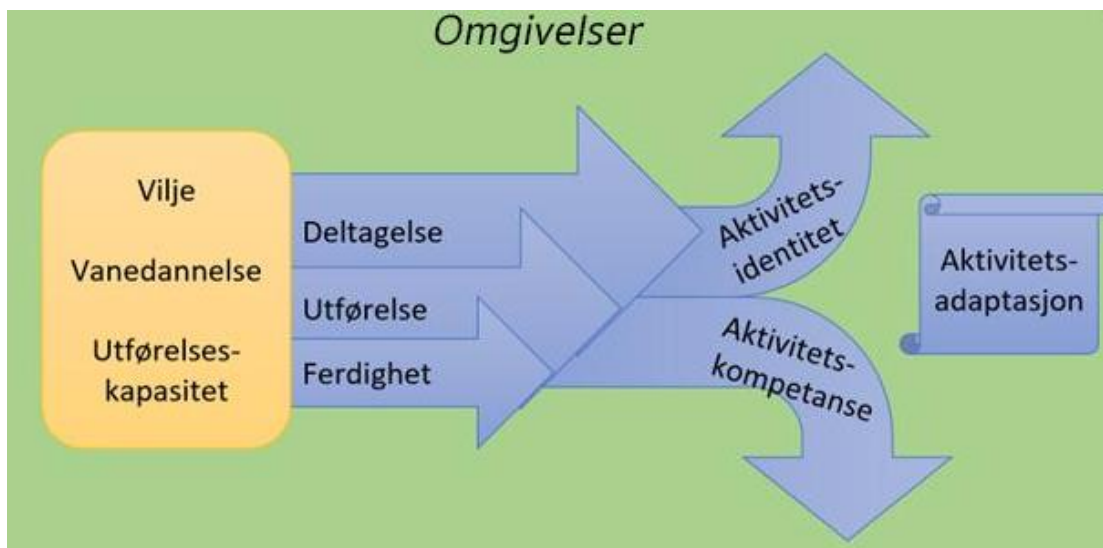 Omgivelser
Vilje
Vanedannelse
Utførelses-
kapasitet
Deltagelse
Utførelse
Ferdighet
Aktivitets-
identitet
Aktivitets-
kompetanse
Aktivitets-
adaptasjon